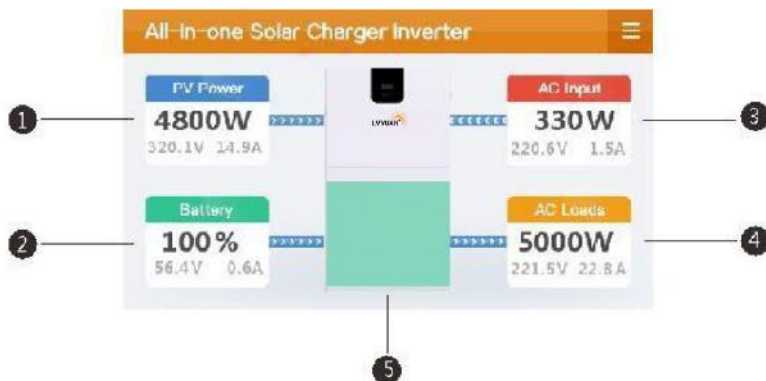 All-in-one Solar Charger Inverter
PV Power
4800W
320.1V 14.9A
LVYUAN
AC Input
330W
220.6V 1.5A
Battery
100%
56.4V 0.6A
AC Loads
5000W
221.5V 22.8A
1
2
3
4
5